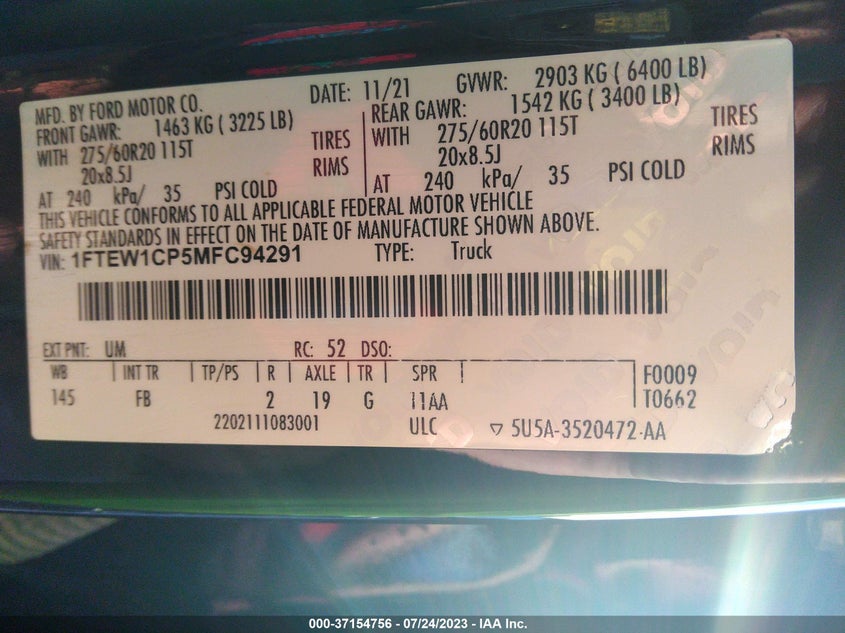 MFD. BY FORD MOTOR CO. DATE: 11/21 GVWR: 2903 KG ( 6400 LB)
FRONT GAWR: 1463 KG ( 3225 LB) REAR GAWR: 1542 KG ( 3400 LB)
WITH 275/60R20 115T TIRES WITH 275/60R20 115T TIRES
20x8.5J RIMS 20x8.5J RIMS
AT 240 kPa/ 35 PSI COLD AT 240 kPa/ 35 PSI COLD
THIS VEHICLE CONFORMS TO ALL APPLICABLE FEDERAL MOTOR VEHICLE
SAFETY STANDARDS IN EFFECT ON THE DATE OF MANUFACTURE SHOWN ABOVE.
VIN: 1FTEW1CP5MFC94291 TYPE: Truck
EXT PNT: UM RC: 52 DSO:
WB INT TR TP/PS R AXLE TR SPR F0009
145 FB 2 19 G 11AA T0662
2202111083001 ULC ▽ 5U5A-3520472-AA
VOID VOID VOID
000-37154756 / 07/24/2023 - IAA Inc.